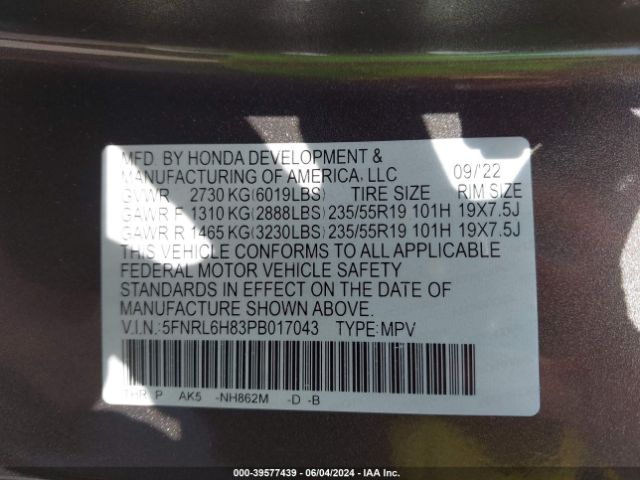 MFD. BY HONDA DEVELOPMENT &
MANUFACTURING OF AMERICA, LLC 09/'22
GVWR 2730 KG(6019LBS) TIRE SIZE RIM SIZE
GAWR F 1310 KG(2888LBS) 235/55R19 101H 19X7.5J
GAWR R 1465 KG(3230LBS) 235/55R19 101H 19X7.5J
THIS VEHICLE CONFORMS TO ALL APPLICABLE
FEDERAL MOTOR VEHICLE SAFETY
STANDARDS IN EFFECT ON THE DATE OF
MANUFACTURE SHOWN ABOVE.
V.I.N.: 5FNRL6H83PB017043 TYPE: MPV
THR P AK5 -NH862M -D -B
000-39577439 - 06/04/2024 - IAA Inc.